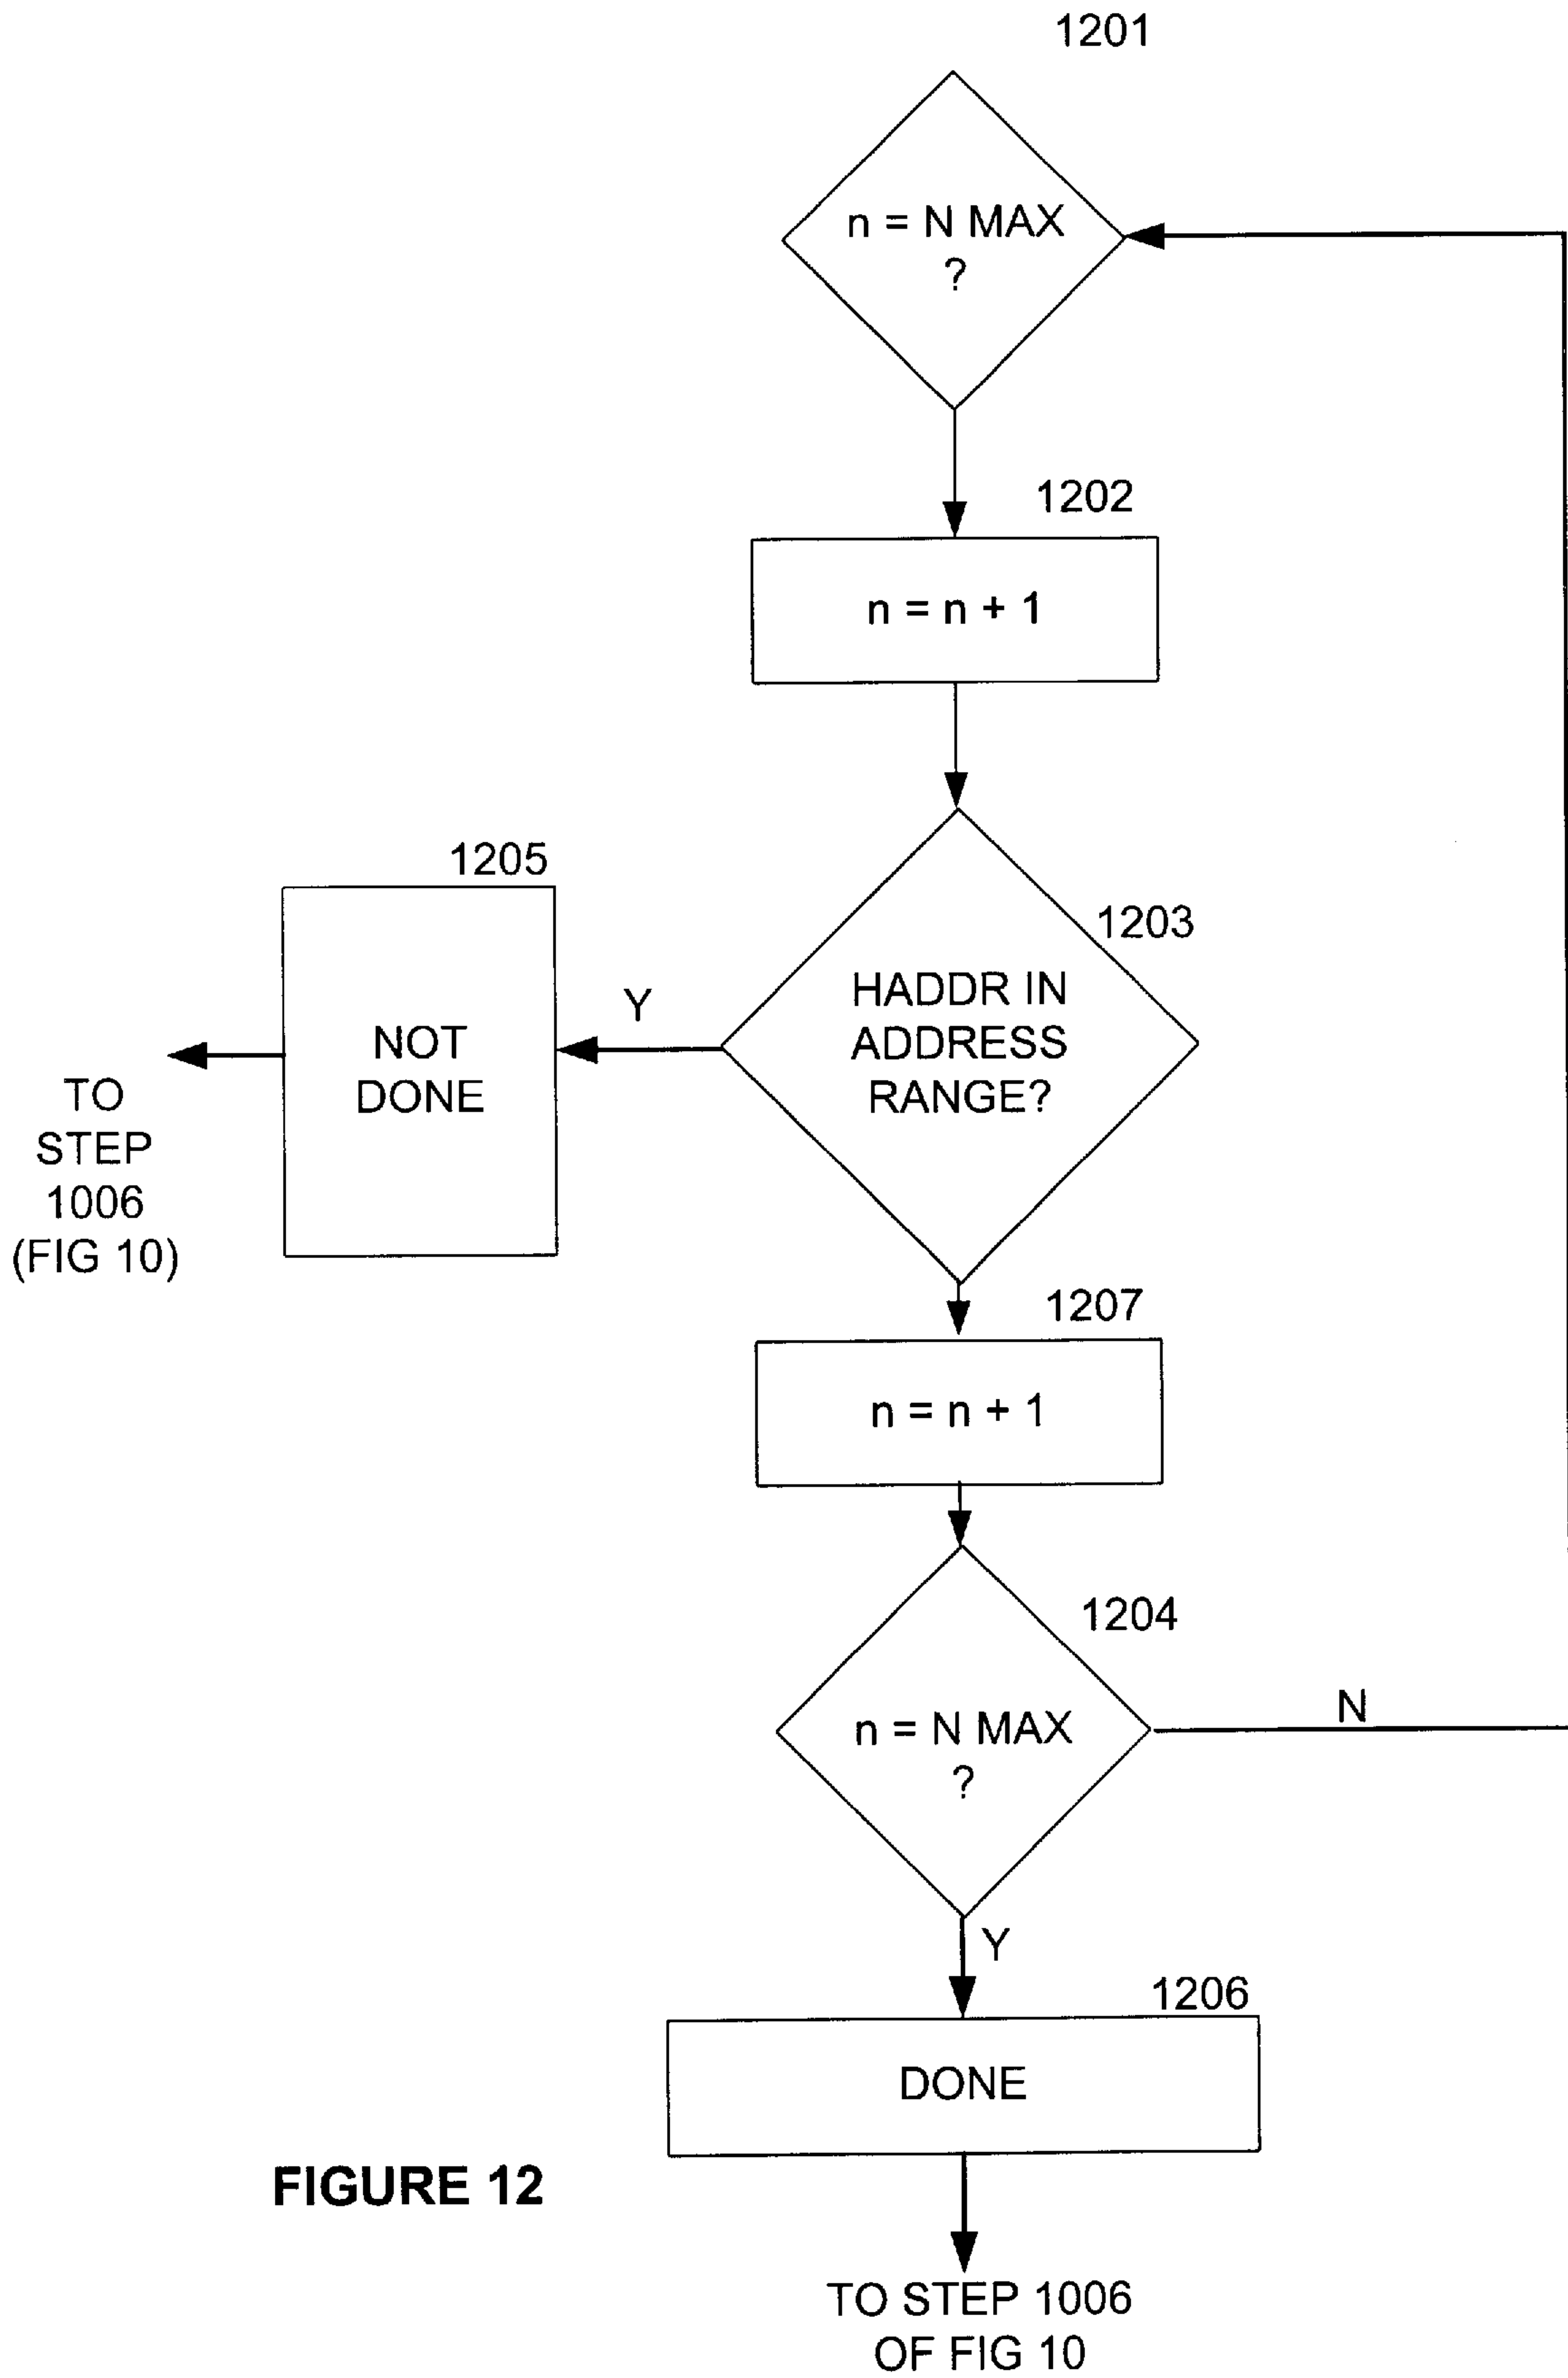 1201
n = N MAX
?
1202
n = n + 1
1205
1203
HADDR IN
ADDRESS
RANGE?
Y
NOT
DONE
TO
STEP
1006
(FIG 10)
1207
n = n + 1
1204
n = N MAX
?
N
Y
1206
DONE
FIGURE 12
TO STEP 1006
OF FIG 10